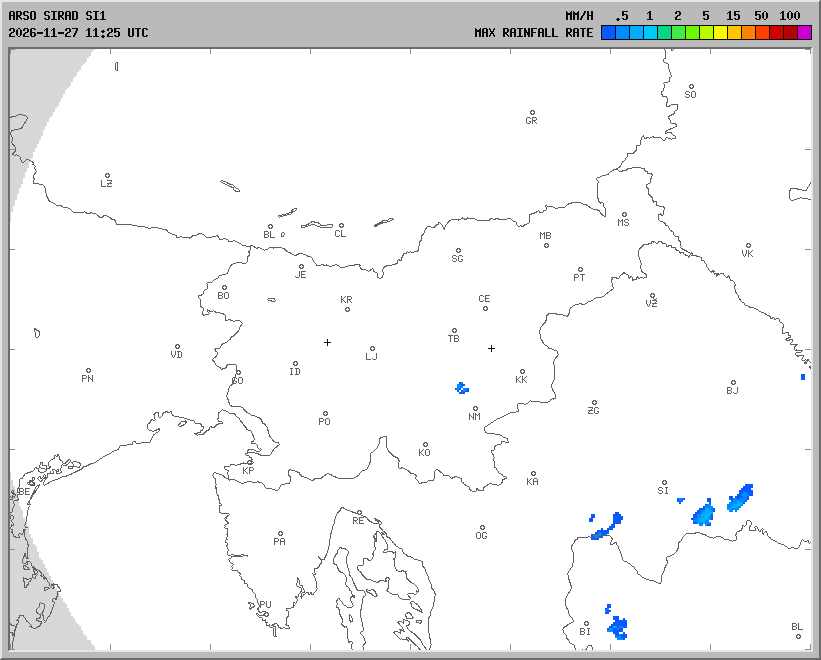 ARSO SIRAD SI1
MM/H .5 1 2 5 15 50 100
2026-11-27 11:25 UTC
MAX RAINFALL RATE
SO
GR
LZ
MS
BL
CL
MB
SG
VK
JE
PT
BO
KR
CE
VZ
TB
VD
LJ
PN
GO
ID
KK
BJ
ZG
NM
PO
KO
KP
KA
BE
SI
RE
OG
PA
PU
BI
BL